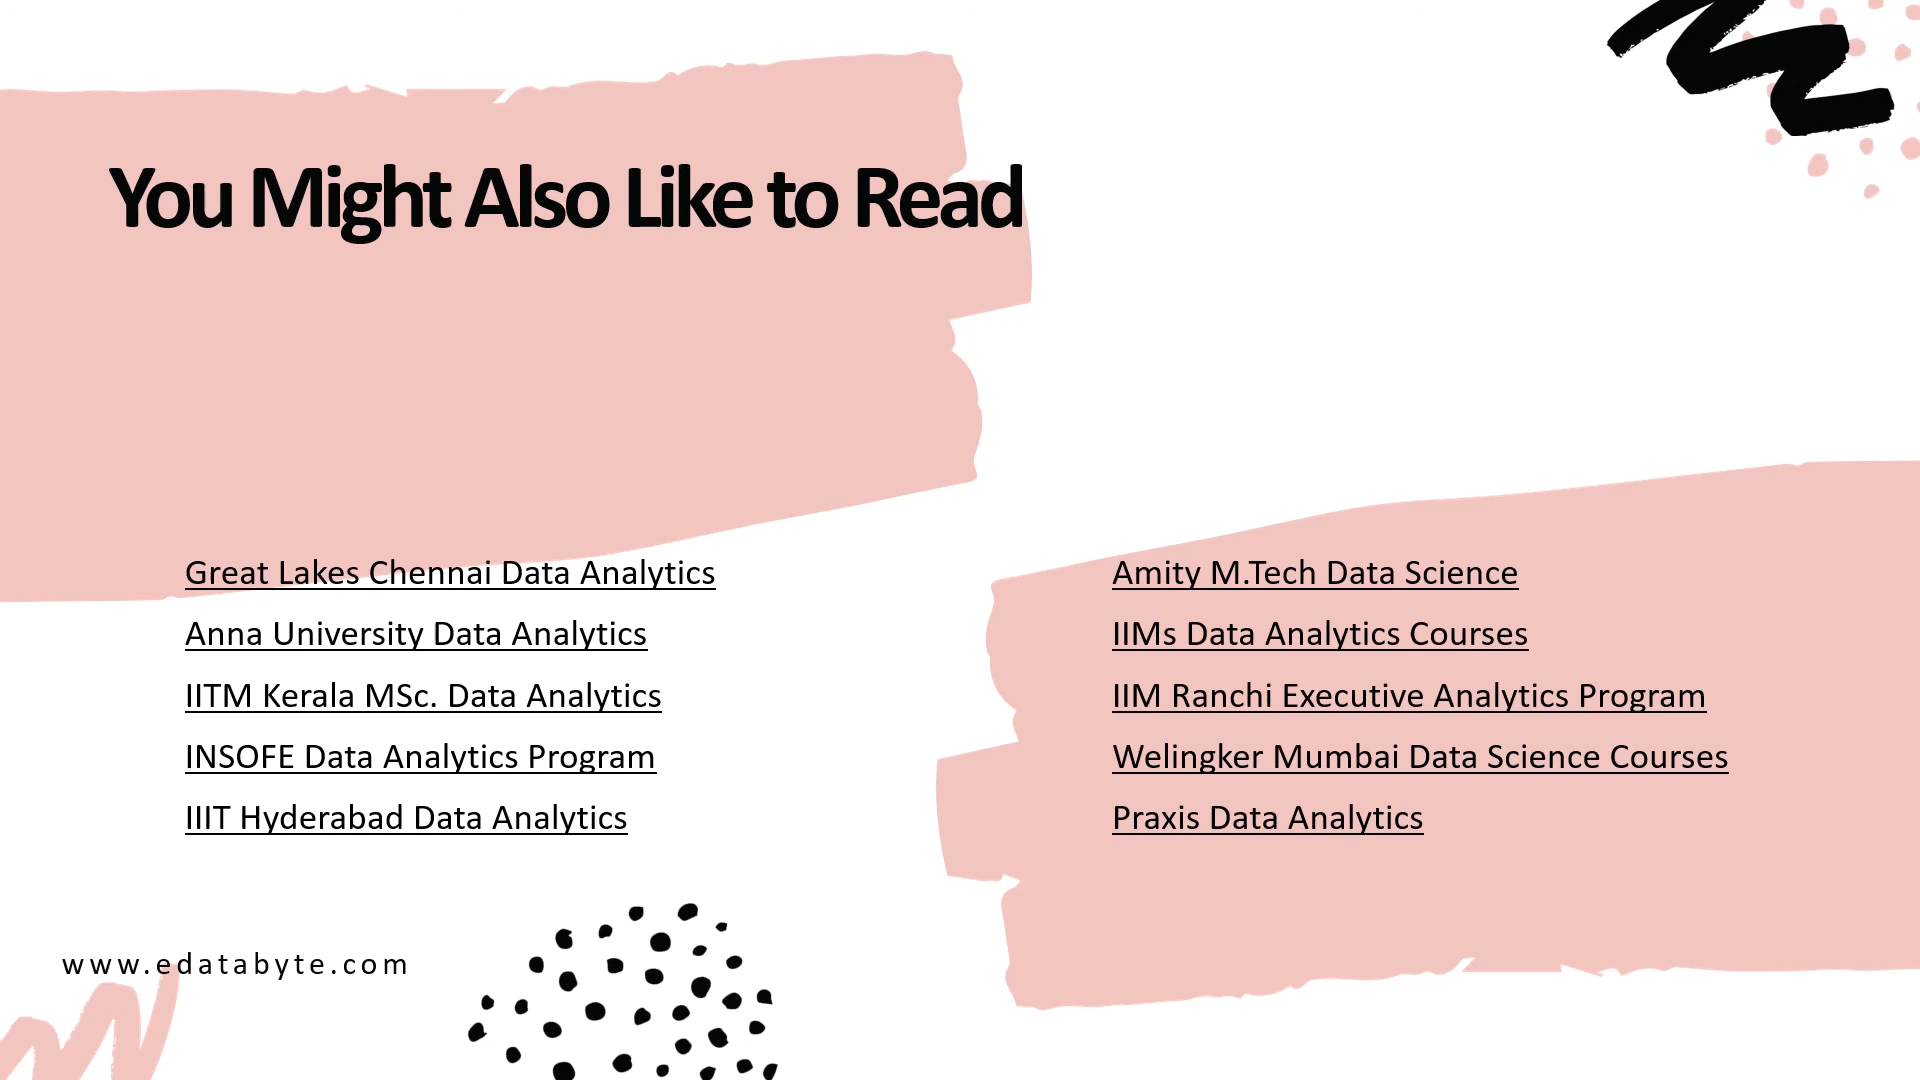 You Might Also Like to Read
Great Lakes Chennai Data Analytics
Anna University Data Analytics
IITM Kerala MSc. Data Analytics
INSOFE Data Analytics Program
IIIT Hyderabad Data Analytics
Amity M.Tech Data Science
IIMs Data Analytics Courses
IIM Ranchi Executive Analytics Program
Welingker Mumbai Data Science Courses
Praxis Data Analytics
www.edatabyte.com